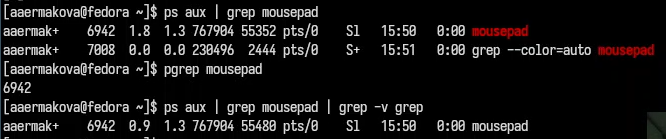 [aaermakova@fedora ~]$ ps aux | grep mousepad
aaermak+    6942  1.8  1.3 767904 55352 pts/0    Sl   15:50   0:00 mousepad
aaermak+    7008  0.0  0.0 230496  2444 pts/0    S+   15:51   0:00 grep --color=auto mousepad
[aaermakova@fedora ~]$ pgrep mousepad
6942
[aaermakova@fedora ~]$ ps aux | grep mousepad | grep -v grep
aaermak+    6942  0.9  1.3 767904 55480 pts/0    Sl   15:50   0:00 mousepad